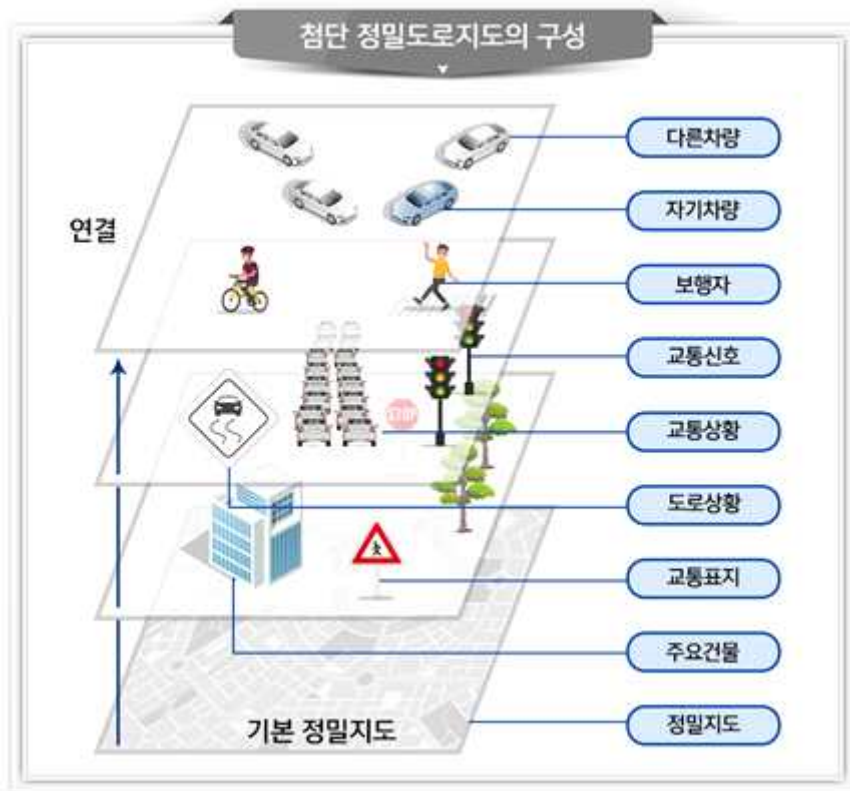 첨단 정밀도로지도의 구성
다른차량
자기차량
연결
보행자
교통신호
STOP
교통상황
도로상황
교통표지
주요건물
정밀지도
기본 정밀지도